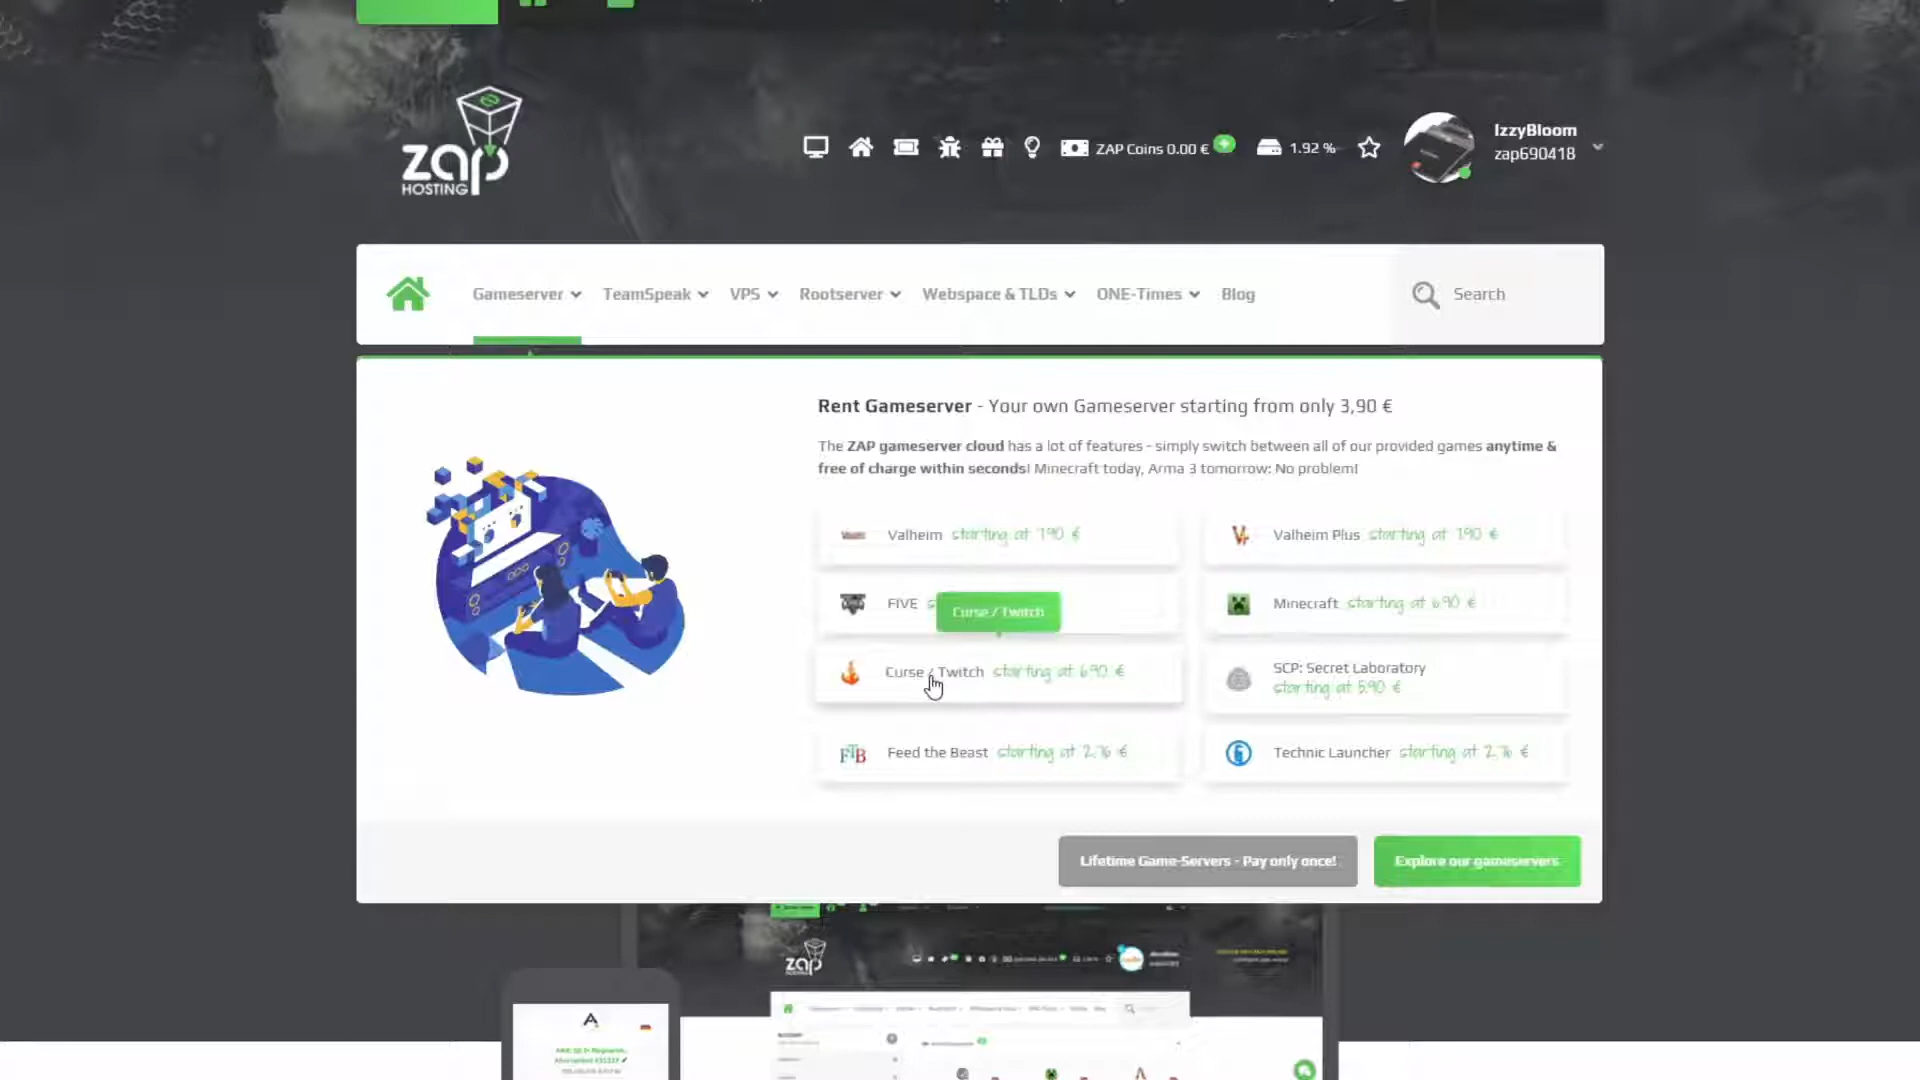 zap
HOSTING
ZAP Coins 0.00 €
1.92 %
IzzyBloom
zap690418
Gameserver
TeamSpeak
VPS
Rootserver
Webspace & TLDs
ONE-Times
Blog
Search
Rent Gameserver - Your own Gameserver starting from only 3,90 €
The ZAP gameserver cloud has a lot of features - simply switch between all of our provided games anytime &
free of charge within seconds! Minecraft today, Arma 3 tomorrow: No problem!
Valheim starting at 7.90 €
Valheim Plus starting at 7.90 €
FIVE
Curse / Twitch
Minecraft starting at 6.90 €
Curse / Twitch starting at 6.90 €
SCP: Secret Laboratory
starting at 5.90 €
FTB
Feed the Beast starting at 2.76 €
Technic Launcher starting at 2.76 €
Lifetime Game-Servers - Pay only once!
Explore our gameservers
zap
HOSTING